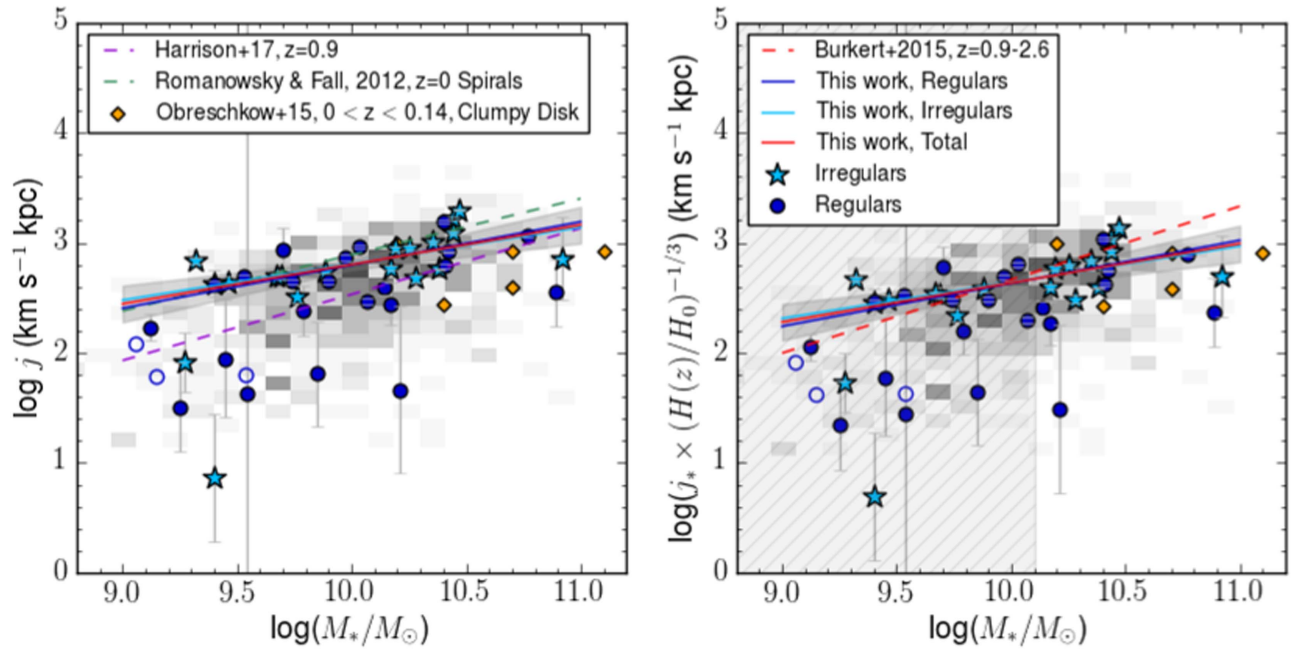 5
4
3
2
1
0
log j (km s⁻¹ kpc)
Harrison+17, z=0.9
Romanowsky & Fall, 2012, z=0 Spirals
Obreschkow+15, 0 < z < 0.14, Clumpy Disk
9.0 9.5 10.0 10.5 11.0
log(M*/M☉)
5
4
3
2
1
0
log(j* × (H(z)/H₀)^−1/3) (km s⁻¹ kpc)
Burkert+2015, z=0.9-2.6
This work, Regulars
This work, Irregulars
This work, Total
Irregulars
Regulars
9.0 9.5 10.0 10.5 11.0
log(M*/M☉)